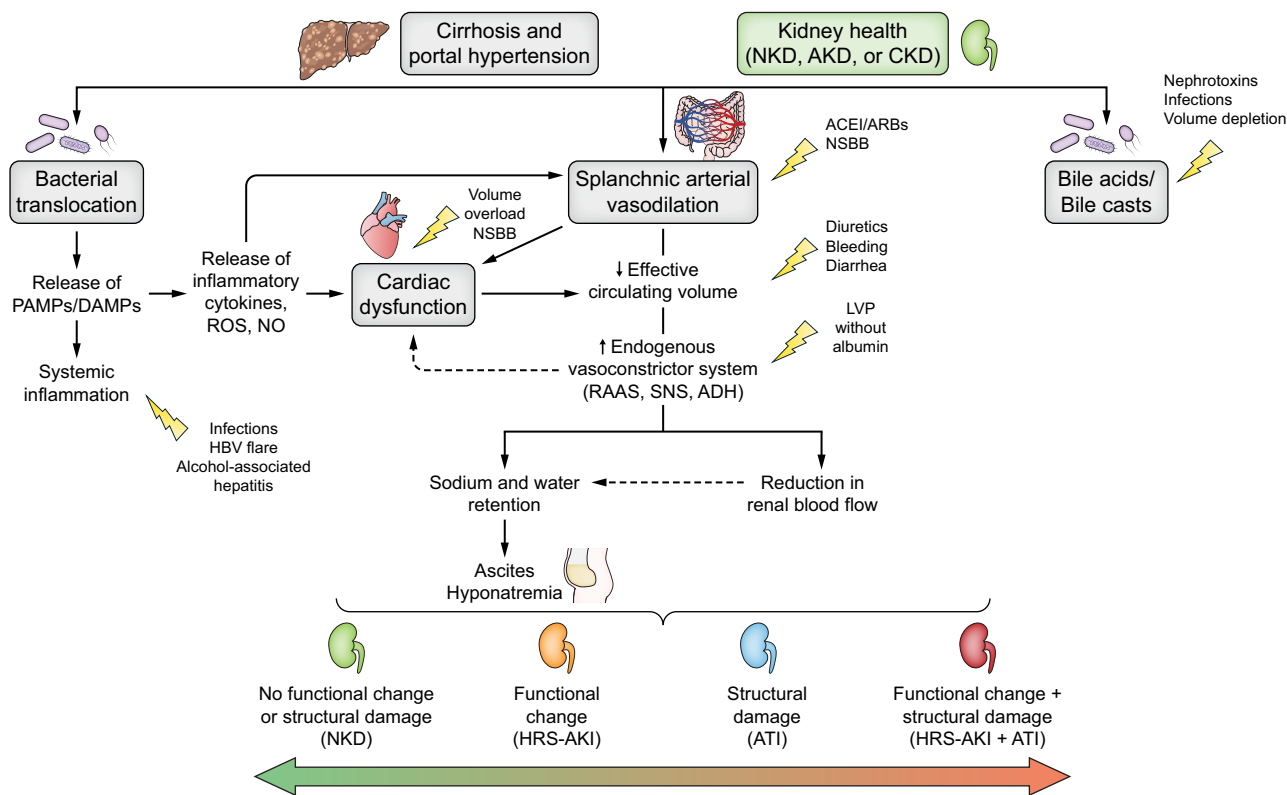 Cirrhosis and
portal hypertension
Kidney health
(NKD, AKD, or CKD)
Nephrotoxins
Infections
Volume depletion
ACEI/ARBs
NSBB
Bacterial
translocation
Splanchnic arterial
vasodilation
Bile acids/
Bile casts
Volume
overload
NSBB
Diuretics
Bleeding
Diarrhea
Release of
PAMPs/DAMPs
Release of
inflammatory
cytokines,
ROS, NO
Cardiac
dysfunction
↓ Effective
circulating volume
LVP
without
albumin
↑ Endogenous
vasoconstrictor system
(RAAS, SNS, ADH)
Systemic
inflammation
Infections
HBV flare
Alcohol-associated
hepatitis
Sodium and water
retention
Reduction in
renal blood flow
Ascites
Hyponatremia
No functional change
or structural damage
(NKD)
Functional
change
(HRS-AKI)
Structural
damage
(ATI)
Functional change +
structural damage
(HRS-AKI + ATI)